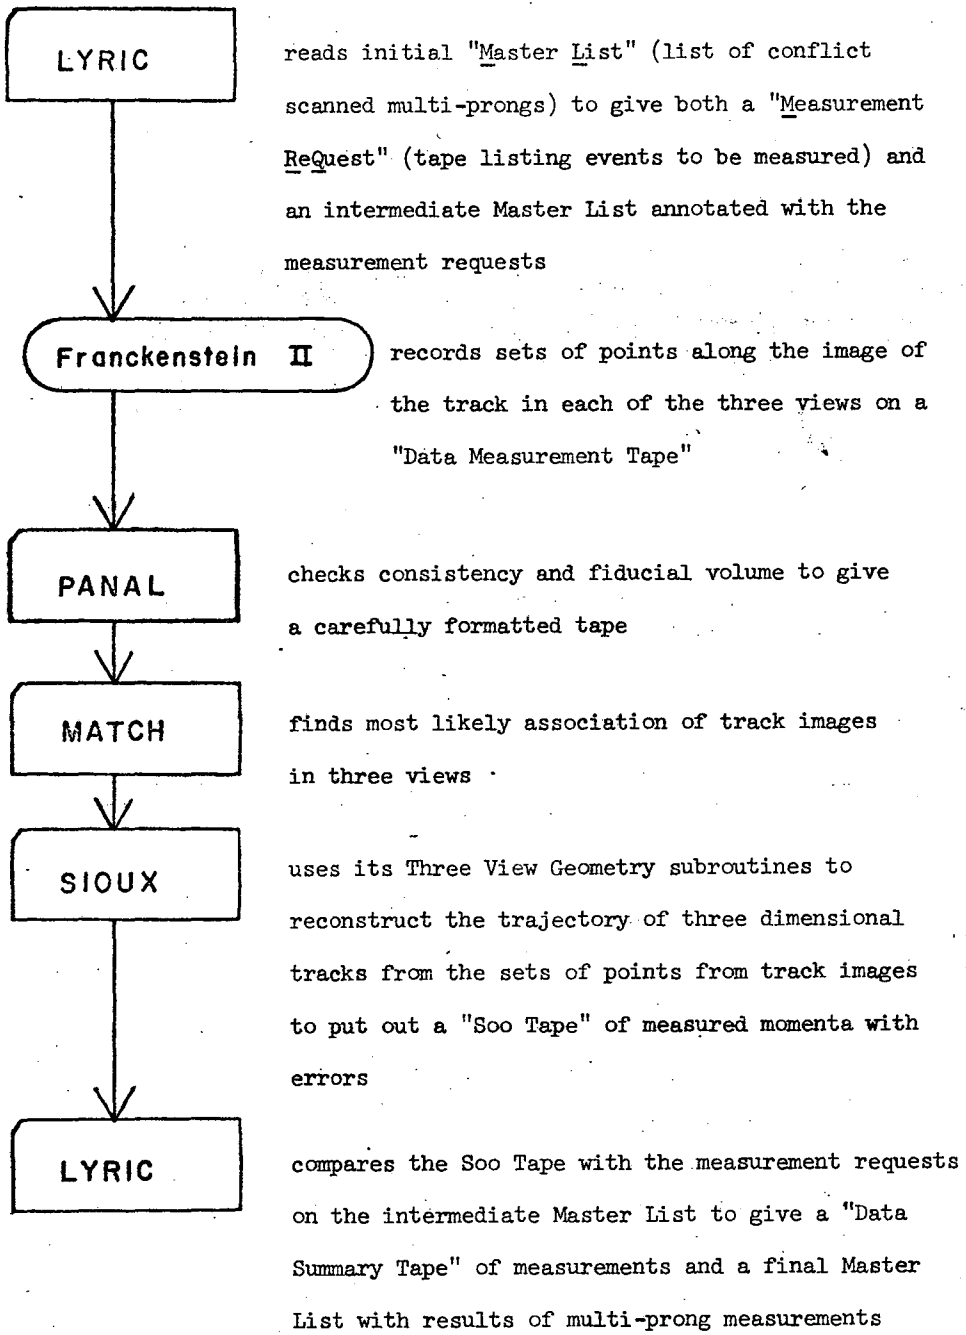 LYRIC
reads initial "Master List" (list of conflict
scanned multi-prongs) to give both a "Measurement
ReQuest" (tape listing events to be measured) and
an intermediate Master List annotated with the
measurement requests
Franckenstein II
records sets of points along the image of
the track in each of the three views on a
"Data Measurement Tape"
PANAL
checks consistency and fiducial volume to give
a carefully formatted tape
MATCH
finds most likely association of track images
in three views
SIOUX
uses its Three View Geometry subroutines to
reconstruct the trajectory of three dimensional
tracks from the sets of points from track images
to put out a "Soo Tape" of measured momenta with
errors
LYRIC
compares the Soo Tape with the measurement requests
on the intermediate Master List to give a "Data
Summary Tape" of measurements and a final Master
List with results of multi-prong measurements